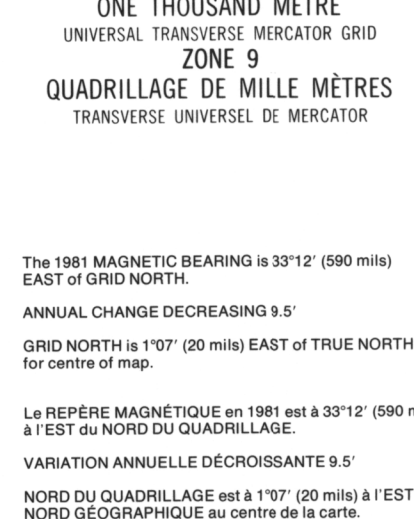 ONE THOUSAND METRE
UNIVERSAL TRANSVERSE MERCATOR GRID
ZONE 9
QUADRILLAGE DE MILLE MÈTRES
TRANSVERSE UNIVERSEL DE MERCATOR
The 1981 MAGNETIC BEARING is 33°12′ (590 mils)
EAST of GRID NORTH.
ANNUAL CHANGE DECREASING 9.5′
GRID NORTH is 1°07′ (20 mils) EAST of TRUE NORTH
for centre of map.
Le REPÈRE MAGNÉTIQUE en 1981 est à 33°12′ (590 m
à l'EST du NORD DU QUADRILLAGE.
VARIATION ANNUELLE DÉCROISSANTE 9.5′
NORD DU QUADRILLAGE est à 1°07′ (20 mils) à l'EST
NORD GÉOGRAPHIQUE au centre de la carte.